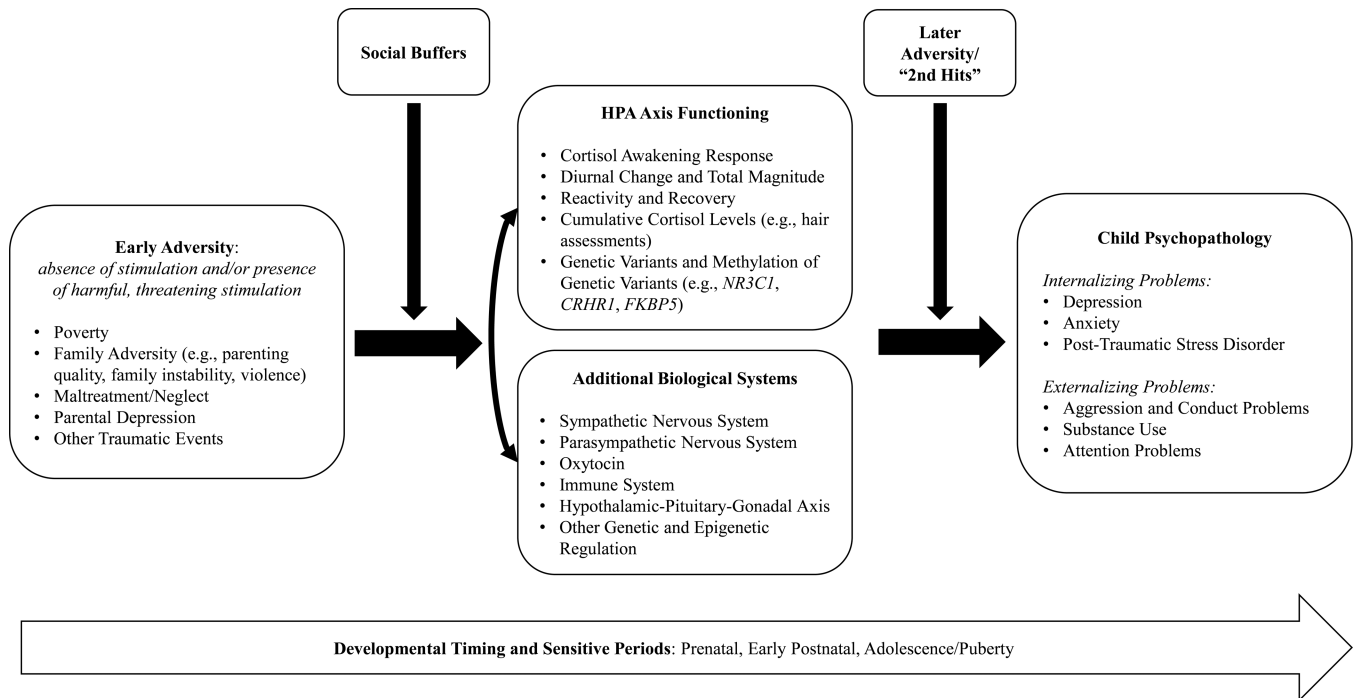 Social Buffers
Later
Adversity/
“2nd Hits”
Early Adversity:
absence of stimulation and/or presence
of harmful, threatening stimulation
• Poverty
• Family Adversity (e.g., parenting
quality, family instability, violence)
• Maltreatment/Neglect
• Parental Depression
• Other Traumatic Events
HPA Axis Functioning
• Cortisol Awakening Response
• Diurnal Change and Total Magnitude
• Reactivity and Recovery
• Cumulative Cortisol Levels (e.g., hair
assessments)
• Genetic Variants and Methylation of
Genetic Variants (e.g., NR3C1,
CRHR1, FKBP5)
Additional Biological Systems
• Sympathetic Nervous System
• Parasympathetic Nervous System
• Oxytocin
• Immune System
• Hypothalamic-Pituitary-Gonadal Axis
• Other Genetic and Epigenetic
Regulation
Child Psychopathology
Internalizing Problems:
• Depression
• Anxiety
• Post-Traumatic Stress Disorder
Externalizing Problems:
• Aggression and Conduct Problems
• Substance Use
• Attention Problems
Developmental Timing and Sensitive Periods: Prenatal, Early Postnatal, Adolescence/Puberty